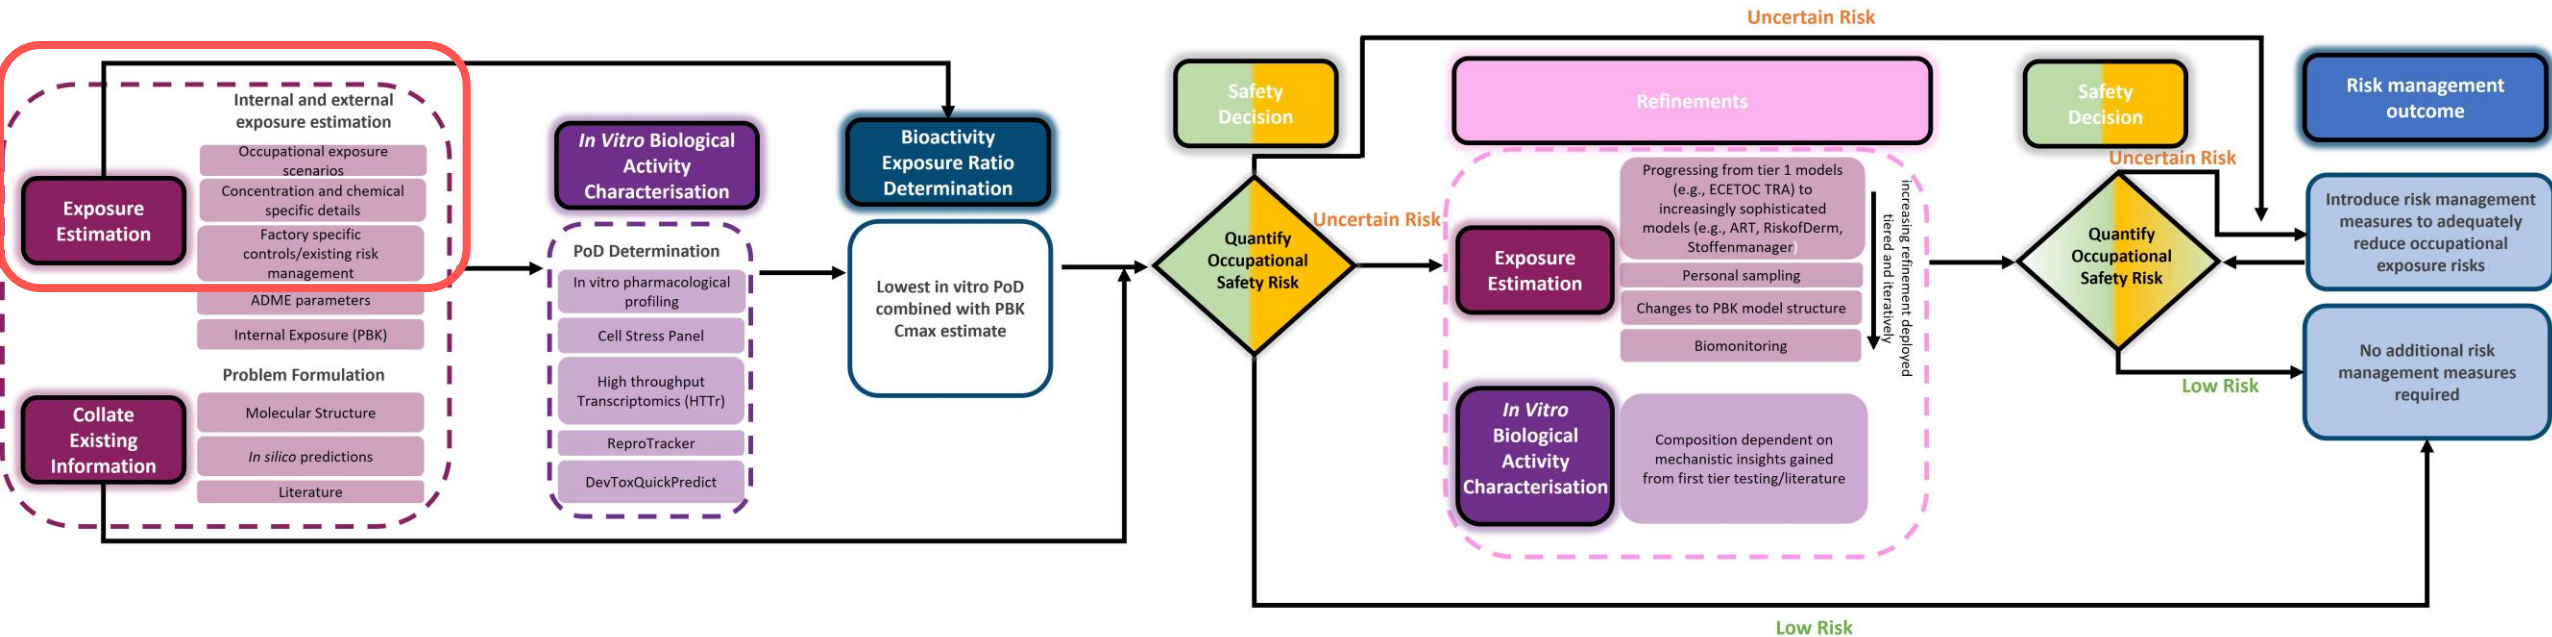 Uncertain Risk
Internal and external
exposure estimation
Occupational exposure
scenarios
Concentration and chemical
specific details
Factory specific
controls/existing risk
management
ADME parameters
Internal Exposure (PBK)
Exposure
Estimation
Problem Formulation
Molecular Structure
In silico predictions
Literature
Collate
Existing
Information
In Vitro Biological
Activity
Characterisation
PoD Determination
In vitro pharmacological
profiling
Cell Stress Panel
High throughput
Transcriptomics (HTTr)
ReproTracker
DevToxQuickPredict
Bioactivity
Exposure Ratio
Determination
Lowest in vitro PoD
combined with PBK
Cmax estimate
Safety
Decision
Quantify
Occupational
Safety Risk
Uncertain Risk
Refinements
Exposure
Estimation
Progressing from tier 1 models
(e.g., ECETOC TRA) to
increasingly sophisticated
models (e.g., ART, RiskofDerm,
Stoffenmanager)
Personal sampling
Changes to PBK model structure
Biomonitoring
increasing refinement deployed
tiered and iteratively
In Vitro
Biological
Activity
Characterisation
Composition dependent on
mechanistic insights gained
from first tier testing/literature
Safety
Decision
Uncertain Risk
Quantify
Occupational
Safety Risk
Low Risk
Risk management
outcome
Introduce risk management
measures to adequately
reduce occupational
exposure risks
No additional risk
management measures
required
Low Risk